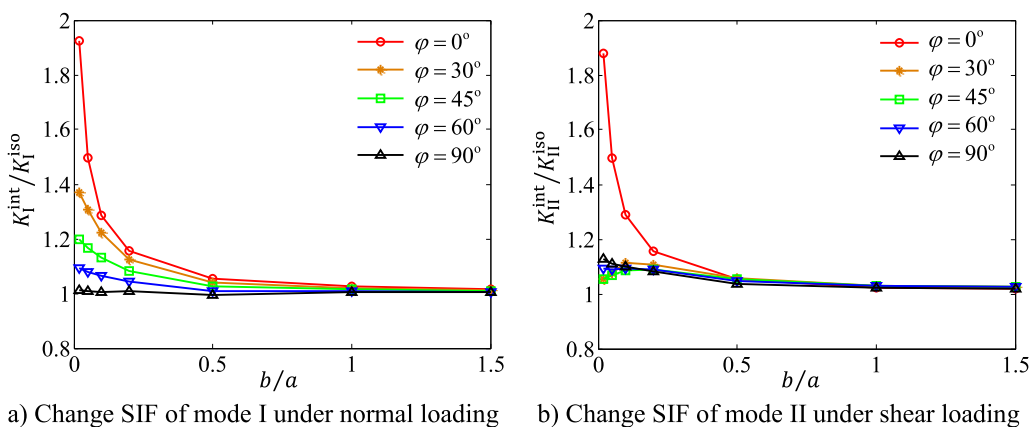 2
1.8
1.6
1.4
1.2
1
0.8
0
0.5
1
1.5
K_I^int/K_I^iso
b/a
φ = 0°
φ = 30°
φ = 45°
φ = 60°
φ = 90°
a) Change SIF of mode I under normal loading
2
1.8
1.6
1.4
1.2
1
0.8
0
0.5
1
1.5
K_II^int/K_II^iso
b/a
φ = 0°
φ = 30°
φ = 45°
φ = 60°
φ = 90°
b) Change SIF of mode II under shear loading